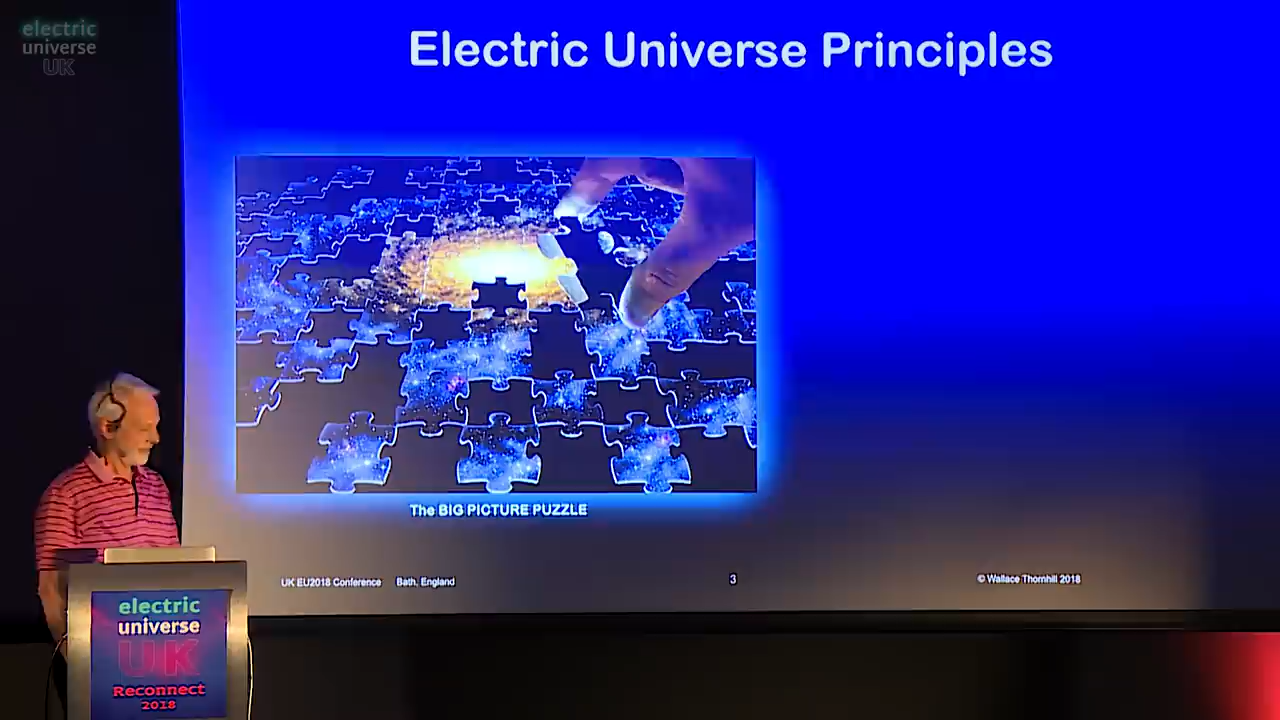 electric
universe
UK
Electric Universe Principles
The BIG PICTURE PUZZLE
UK EU2018 Conference Bath, England
3
© Wallace Thornhill 2018
electric
universe
UK
Reconnect
2018